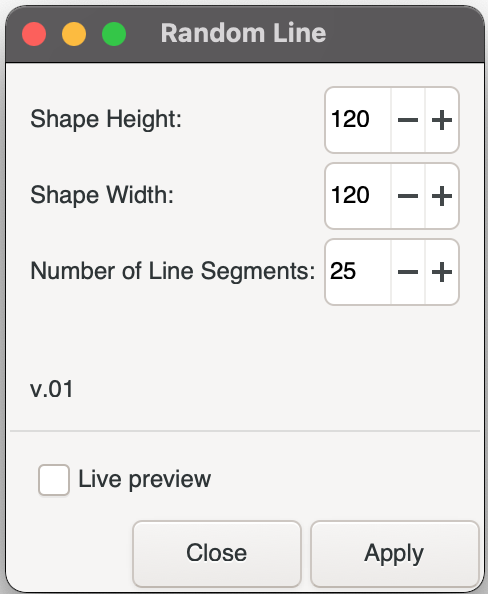 Random Line
Shape Height: 120
Shape Width: 120
Number of Line Segments: 25
v.01
Live preview
Close Apply